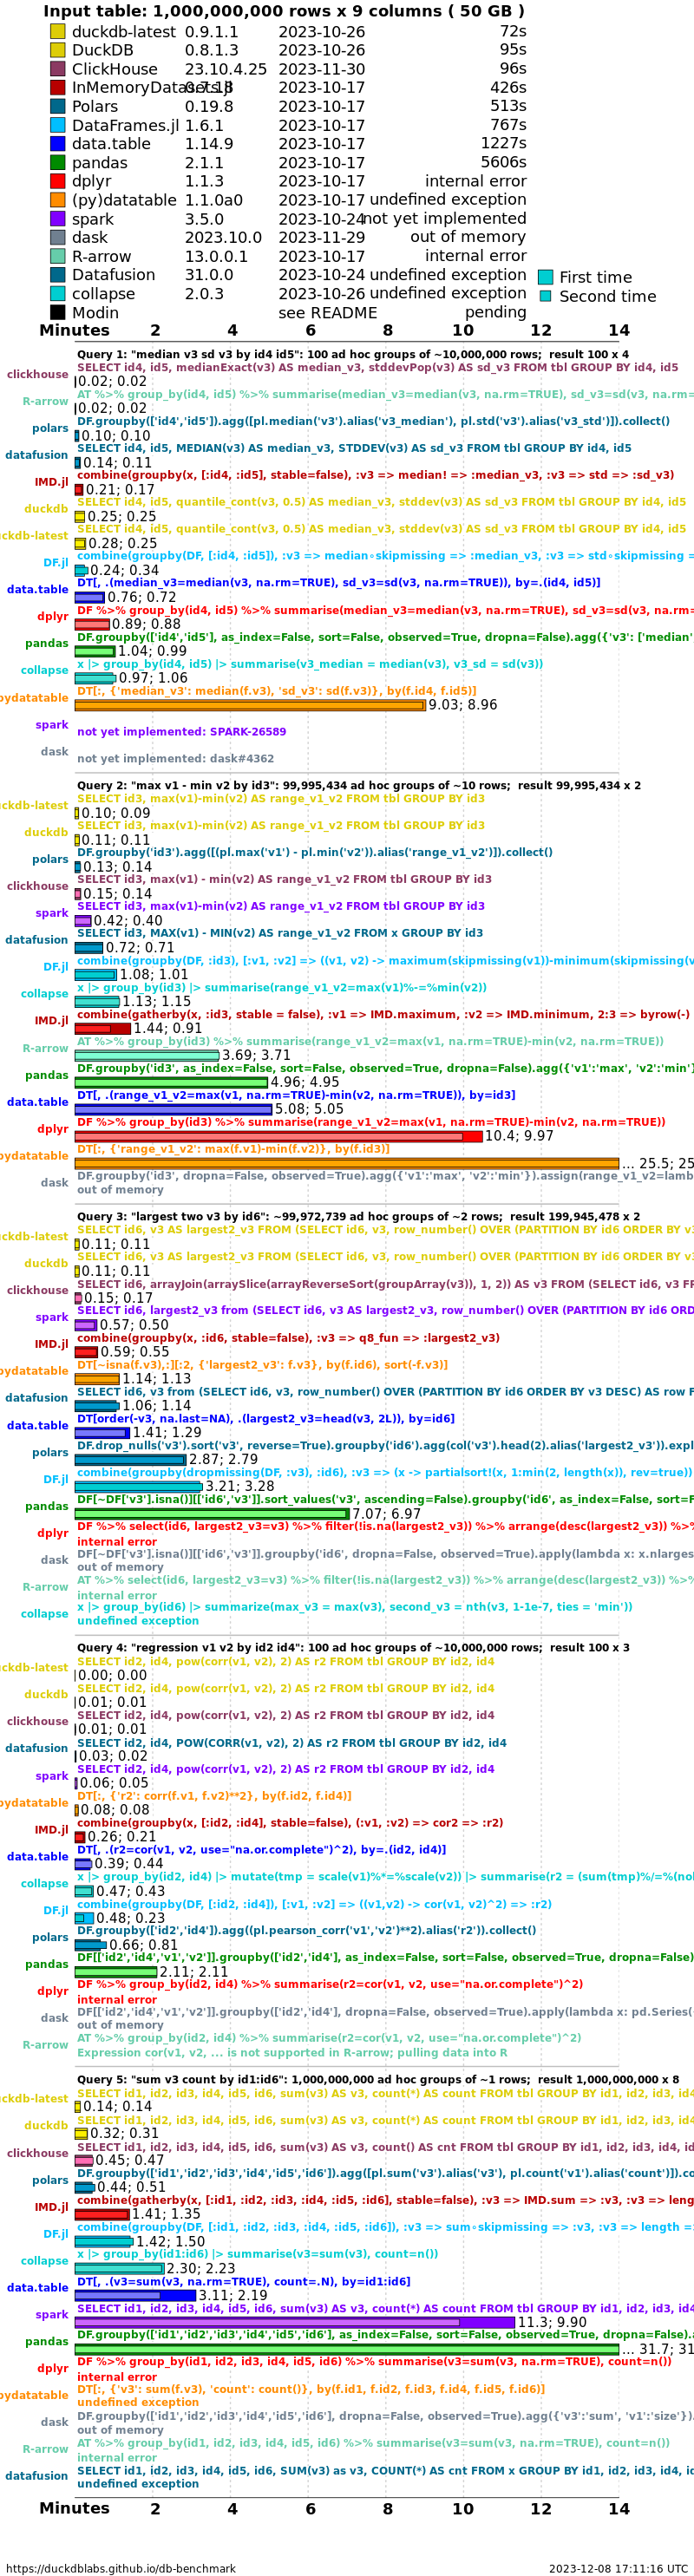 Input table: 1,000,000,000 rows x 9 columns ( 50 GB )
duckdb-latest 0.9.1.1 2023-10-26 72s
DuckDB 0.8.1.3 2023-10-26 95s
ClickHouse 23.10.4.25 2023-11-30 96s
InMemoryDatasets.jl 0.7.18 2023-10-17 426s
Polars 0.19.8 2023-10-17 513s
DataFrames.jl 1.6.1 2023-10-17 767s
data.table 1.14.9 2023-10-17 1227s
pandas 2.1.1 2023-10-17 5606s
dplyr 1.1.3 2023-10-17 internal error
(py)datatable 1.1.0a0 2023-10-17 undefined exception
spark 3.5.0 2023-10-24 not yet implemented
dask 2023.10.0 2023-11-29 out of memory
R-arrow 13.0.0.1 2023-10-17 internal error
Datafusion 31.0.0 2023-10-24 undefined exception
First time
collapse 2.0.3 2023-10-26 undefined exception
Second time
Modin see README pending
Minutes 2 4 6 8 10 12 14
Query 1: "median v3 sd v3 by id4 id5": 100 ad hoc groups of ~10,000,000 rows; result 100 x 4
clickhouse SELECT id4, id5, medianExact(v3) AS median_v3, stddevPop(v3) AS sd_v3 FROM tbl GROUP BY id4, id5
0.02; 0.02
R-arrow AT %>% group_by(id4, id5) %>% summarise(median_v3=median(v3, na.rm=TRUE), sd_v3=sd(v3, na.rm=
0.02; 0.02
polars DF.groupby(['id4','id5']).agg([pl.median('v3').alias('v3_median'), pl.std('v3').alias('v3_std')]).collect()
0.10; 0.10
datafusion SELECT id4, id5, MEDIAN(v3) AS median_v3, STDDEV(v3) AS sd_v3 FROM tbl GROUP BY id4, id5
0.14; 0.11
IMD.jl combine(groupby(x, [:id4, :id5], stable=false), :v3 => median! => :median_v3, :v3 => std => :sd_v3)
0.21; 0.17
duckdb SELECT id4, id5, quantile_cont(v3, 0.5) AS median_v3, stddev(v3) AS sd_v3 FROM tbl GROUP BY id4, id5
0.25; 0.25
uckdb-latest SELECT id4, id5, quantile_cont(v3, 0.5) AS median_v3, stddev(v3) AS sd_v3 FROM tbl GROUP BY id4, id5
0.28; 0.25
DF.jl combine(groupby(DF, [:id4, :id5]), :v3 => median∘skipmissing => :median_v3, :v3 => std∘skipmissing =
0.24; 0.34
data.table DT[, .(median_v3=median(v3, na.rm=TRUE), sd_v3=sd(v3, na.rm=TRUE)), by=.(id4, id5)]
0.76; 0.72
dplyr DF %>% group_by(id4, id5) %>% summarise(median_v3=median(v3, na.rm=TRUE), sd_v3=sd(v3, na.rm=
0.89; 0.88
pandas DF.groupby(['id4','id5'], as_index=False, sort=False, observed=True, dropna=False).agg({'v3': ['median'
1.04; 0.99
collapse x |> group_by(id4, id5) |> summarise(v3_median = median(v3), v3_sd = sd(v3))
0.97; 1.06
pydatatable DT[:, {'median_v3': median(f.v3), 'sd_v3': sd(f.v3)}, by(f.id4, f.id5)]
9.03; 8.96
spark
not yet implemented: SPARK-26589
dask
not yet implemented: dask#4362
Query 2: "max v1 - min v2 by id3": 99,995,434 ad hoc groups of ~10 rows; result 99,995,434 x 2
uckdb-latest SELECT id3, max(v1)-min(v2) AS range_v1_v2 FROM tbl GROUP BY id3
0.10; 0.09
duckdb SELECT id3, max(v1)-min(v2) AS range_v1_v2 FROM tbl GROUP BY id3
0.11; 0.11
polars DF.groupby('id3').agg([(pl.max('v1') - pl.min('v2')).alias('range_v1_v2')]).collect()
0.13; 0.14
clickhouse SELECT id3, max(v1) - min(v2) AS range_v1_v2 FROM tbl GROUP BY id3
0.15; 0.14
spark SELECT id3, max(v1)-min(v2) AS range_v1_v2 FROM tbl GROUP BY id3
0.42; 0.40
datafusion SELECT id3, MAX(v1) - MIN(v2) AS range_v1_v2 FROM x GROUP BY id3
0.72; 0.71
DF.jl combine(groupby(DF, :id3), [:v1, :v2] => ((v1, v2) -> maximum(skipmissing(v1))-minimum(skipmissing(v
1.08; 1.01
collapse x |> group_by(id3) |> summarise(range_v1_v2=max(v1)%-=%min(v2))
1.13; 1.15
IMD.jl combine(gatherby(x, :id3, stable = false), :v1 => IMD.maximum, :v2 => IMD.minimum, 2:3 => byrow(-)
1.44; 0.91
R-arrow AT %>% group_by(id3) %>% summarise(range_v1_v2=max(v1, na.rm=TRUE)-min(v2, na.rm=TRUE))
3.69; 3.71
pandas DF.groupby('id3', as_index=False, sort=False, observed=True, dropna=False).agg({'v1':'max', 'v2':'min'}
4.96; 4.95
data.table DT[, .(range_v1_v2=max(v1, na.rm=TRUE)-min(v2, na.rm=TRUE)), by=id3]
5.08; 5.05
dplyr DF %>% group_by(id3) %>% summarise(range_v1_v2=max(v1, na.rm=TRUE)-min(v2, na.rm=TRUE))
10.4; 9.97
pydatatable DT[:, {'range_v1_v2': max(f.v1)-min(f.v2)}, by(f.id3)]
... 25.5; 25
dask DF.groupby('id3', dropna=False, observed=True).agg({'v1':'max', 'v2':'min'}).assign(range_v1_v2=lamb
out of memory
Query 3: "largest two v3 by id6": ~99,972,739 ad hoc groups of ~2 rows; result 199,945,478 x 2
uckdb-latest SELECT id6, v3 AS largest2_v3 FROM (SELECT id6, v3, row_number() OVER (PARTITION BY id6 ORDER BY v3
0.11; 0.11
duckdb SELECT id6, v3 AS largest2_v3 FROM (SELECT id6, v3, row_number() OVER (PARTITION BY id6 ORDER BY v3
0.11; 0.11
clickhouse SELECT id6, arrayJoin(arraySlice(arrayReverseSort(groupArray(v3)), 1, 2)) AS v3 FROM (SELECT id6, v3 FR
0.15; 0.17
spark SELECT id6, largest2_v3 from (SELECT id6, v3 AS largest2_v3, row_number() OVER (PARTITION BY id6 ORD
0.57; 0.50
IMD.jl combine(groupby(x, :id6, stable=false), :v3 => q8_fun => :largest2_v3)
0.59; 0.55
pydatatable DT[~isna(f.v3),:][:2, {'largest2_v3': f.v3}, by(f.id6), sort(-f.v3)]
1.14; 1.13
datafusion SELECT id6, v3 from (SELECT id6, v3, row_number() OVER (PARTITION BY id6 ORDER BY v3 DESC) AS row F
1.06; 1.14
data.table DT[order(-v3, na.last=NA), .(largest2_v3=head(v3, 2L)), by=id6]
1.41; 1.29
polars DF.drop_nulls('v3').sort('v3', reverse=True).groupby('id6').agg(col('v3').head(2).alias('largest2_v3')).expl
2.87; 2.79
DF.jl combine(groupby(dropmissing(DF, :v3), :id6), :v3 => (x -> partialsort!(x, 1:min(2, length(x)), rev=true))
3.21; 3.28
pandas DF[~DF['v3'].isna()][['id6','v3']].sort_values('v3', ascending=False).groupby('id6', as_index=False, sort=F
7.07; 6.97
dplyr DF %>% select(id6, largest2_v3=v3) %>% filter(!is.na(largest2_v3)) %>% arrange(desc(largest2_v3)) %>%
internal error
dask DF[~DF['v3'].isna()][['id6','v3']].groupby('id6', dropna=False, observed=True).apply(lambda x: x.nlarges
out of memory
R-arrow AT %>% select(id6, largest2_v3=v3) %>% filter(!is.na(largest2_v3)) %>% arrange(desc(largest2_v3)) %>%
internal error
collapse x |> group_by(id6) |> summarize(max_v3 = max(v3), second_v3 = nth(v3, 1-1e-7, ties = 'min'))
undefined exception
Query 4: "regression v1 v2 by id2 id4": 100 ad hoc groups of ~10,000,000 rows; result 100 x 3
uckdb-latest SELECT id2, id4, pow(corr(v1, v2), 2) AS r2 FROM tbl GROUP BY id2, id4
0.00; 0.00
duckdb SELECT id2, id4, pow(corr(v1, v2), 2) AS r2 FROM tbl GROUP BY id2, id4
0.01; 0.01
clickhouse SELECT id2, id4, pow(corr(v1, v2), 2) AS r2 FROM tbl GROUP BY id2, id4
0.01; 0.01
datafusion SELECT id2, id4, POW(CORR(v1, v2), 2) AS r2 FROM tbl GROUP BY id2, id4
0.03; 0.02
spark SELECT id2, id4, pow(corr(v1, v2), 2) AS r2 FROM tbl GROUP BY id2, id4
0.06; 0.05
pydatatable DT[:, {'r2': corr(f.v1, f.v2)**2}, by(f.id2, f.id4)]
0.08; 0.08
IMD.jl combine(groupby(x, [:id2, :id4], stable=false), (:v1, :v2) => cor2 => :r2)
0.26; 0.21
data.table DT[, .(r2=cor(v1, v2, use="na.or.complete")^2), by=.(id2, id4)]
0.39; 0.44
collapse x |> group_by(id2, id4) |> mutate(tmp = scale(v1)%*=%scale(v2)) |> summarise(r2 = (sum(tmp)%/=%(nol
0.47; 0.43
DF.jl combine(groupby(DF, [:id2, :id4]), [:v1, :v2] => ((v1,v2) -> cor(v1, v2)^2) => :r2)
0.48; 0.23
polars DF.groupby(['id2','id4']).agg((pl.pearson_corr('v1','v2')**2).alias('r2')).collect()
0.66; 0.81
pandas DF[['id2','id4','v1','v2']].groupby(['id2','id4'], as_index=False, sort=False, observed=True, dropna=False)
2.11; 2.11
dplyr DF %>% group_by(id2, id4) %>% summarise(r2=cor(v1, v2, use="na.or.complete")^2)
internal error
dask DF[['id2','id4','v1','v2']].groupby(['id2','id4'], dropna=False, observed=True).apply(lambda x: pd.Series(
out of memory
R-arrow AT %>% group_by(id2, id4) %>% summarise(r2=cor(v1, v2, use="na.or.complete")^2)
Expression cor(v1, v2, ... is not supported in R-arrow; pulling data into R
Query 5: "sum v3 count by id1:id6": 1,000,000,000 ad hoc groups of ~1 rows; result 1,000,000,000 x 8
uckdb-latest SELECT id1, id2, id3, id4, id5, id6, sum(v3) AS v3, count(*) AS count FROM tbl GROUP BY id1, id2, id3, id4
0.14; 0.14
duckdb SELECT id1, id2, id3, id4, id5, id6, sum(v3) AS v3, count(*) AS count FROM tbl GROUP BY id1, id2, id3, id4
0.32; 0.31
clickhouse SELECT id1, id2, id3, id4, id5, id6, sum(v3) AS v3, count() AS cnt FROM tbl GROUP BY id1, id2, id3, id4, id
0.45; 0.47
polars DF.groupby(['id1','id2','id3','id4','id5','id6']).agg([pl.sum('v3').alias('v3'), pl.count('v1').alias('count')]).co
0.44; 0.51
IMD.jl combine(gatherby(x, [:id1, :id2, :id3, :id4, :id5, :id6], stable=false), :v3 => IMD.sum => :v3, :v3 => leng
1.41; 1.35
DF.jl combine(groupby(DF, [:id1, :id2, :id3, :id4, :id5, :id6]), :v3 => sum∘skipmissing => :v3, :v3 => length =
1.42; 1.50
collapse x |> group_by(id1:id6) |> summarise(v3=sum(v3), count=n())
2.30; 2.23
data.table DT[, .(v3=sum(v3, na.rm=TRUE), count=.N), by=id1:id6]
3.11; 2.19
spark SELECT id1, id2, id3, id4, id5, id6, sum(v3) AS v3, count(*) AS count FROM tbl GROUP BY id1, id2, id3, id4
11.3; 9.90
pandas DF.groupby(['id1','id2','id3','id4','id5','id6'], as_index=False, sort=False, observed=True, dropna=False).a
... 31.7; 31
dplyr DF %>% group_by(id1, id2, id3, id4, id5, id6) %>% summarise(v3=sum(v3, na.rm=TRUE), count=n())
internal error
pydatatable DT[:, {'v3': sum(f.v3), 'count': count()}, by(f.id1, f.id2, f.id3, f.id4, f.id5, f.id6)]
undefined exception
dask DF.groupby(['id1','id2','id3','id4','id5','id6'], dropna=False, observed=True).agg({'v3':'sum', 'v1':'size'}).
out of memory
R-arrow AT %>% group_by(id1, id2, id3, id4, id5, id6) %>% summarise(v3=sum(v3, na.rm=TRUE), count=n())
internal error
datafusion SELECT id1, id2, id3, id4, id5, id6, SUM(v3) as v3, COUNT(*) AS cnt FROM x GROUP BY id1, id2, id3, id4, id
undefined exception
Minutes 2 4 6 8 10 12 14
https://duckdblabs.github.io/db-benchmark 2023-12-08 17:11:16 UTC